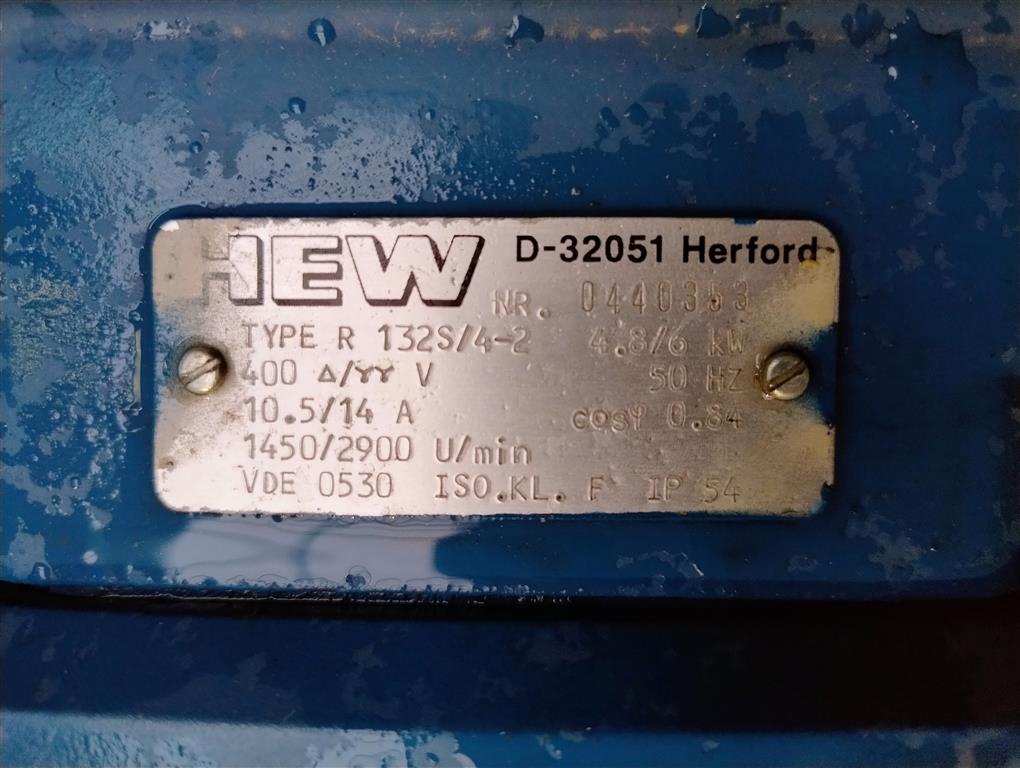 HEW D-32051 Herford
NR. 0440353
TYPE R 132S/4-2 4.8/6 kW
400 Δ/YY V 50 HZ
10.5/14 A cosφ 0.84
1450/2900 U/min
VDE 0530 ISO.KL. F IP 54